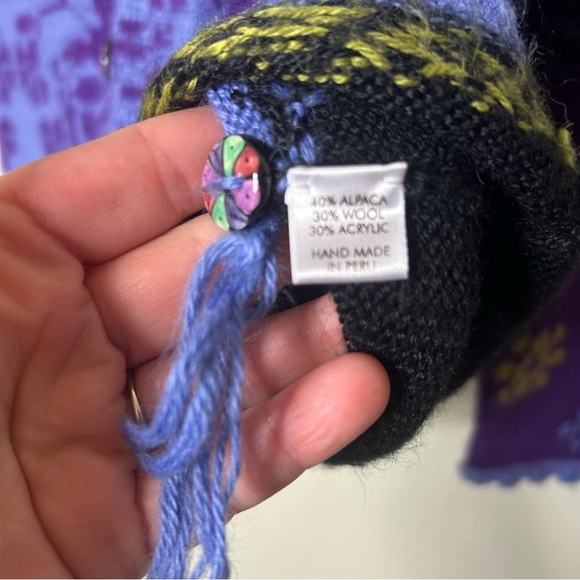 40% ALPACA
30% WOOL
30% ACRYLIC
HAND MADE
IN PERU